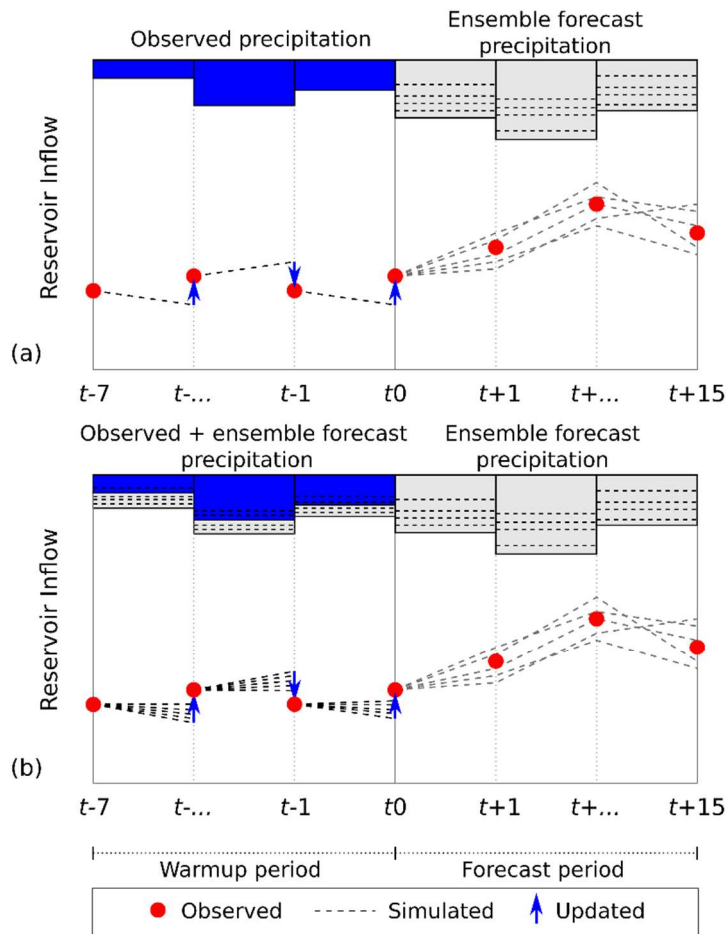 Observed precipitation
Ensemble forecast
precipitation
Reservoir Inflow
(a)
t-7 t-... t-1 t0 t+1 t+... t+15
Observed + ensemble forecast
precipitation
Ensemble forecast
precipitation
Reservoir Inflow
(b)
t-7 t-... t-1 t0 t+1 t+... t+15
Warmup period Forecast period
Observed Simulated Updated